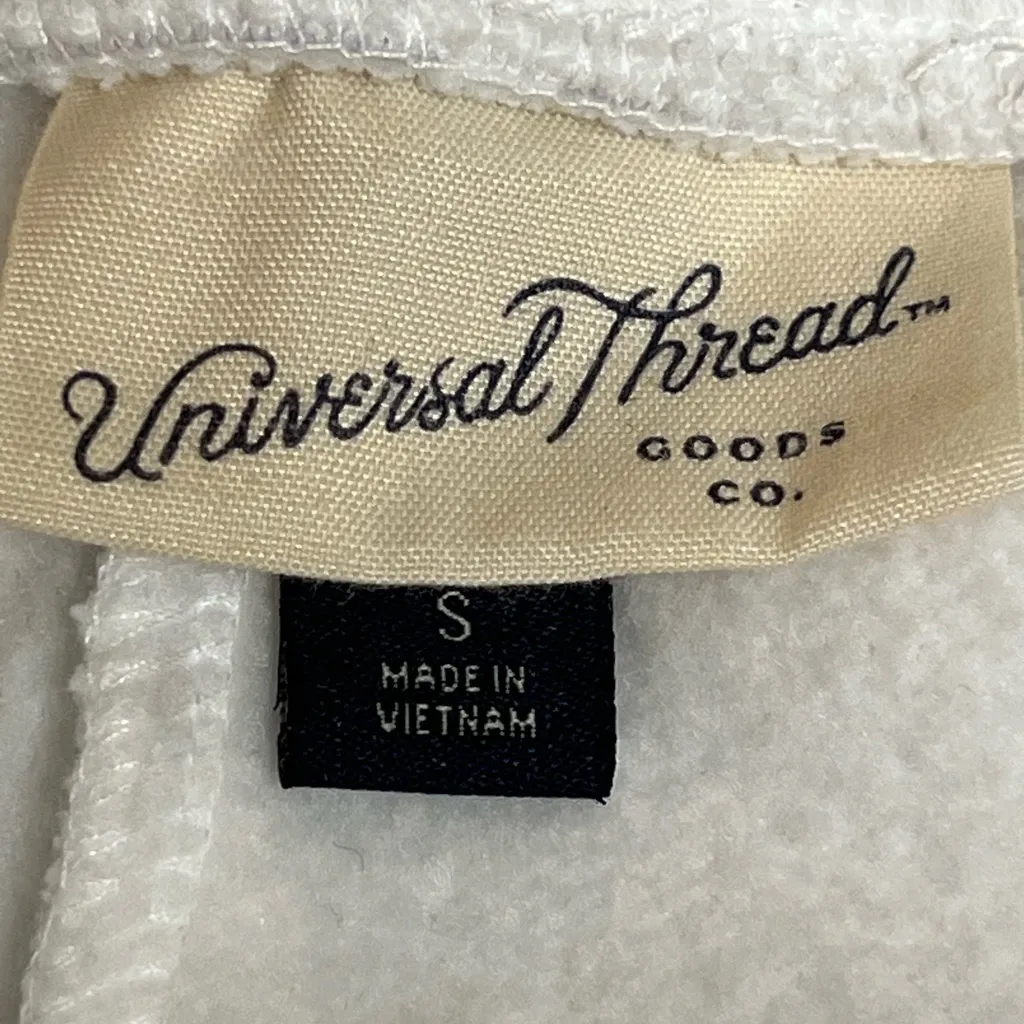 Universal Thread™
GOODS
CO.
S
MADE IN
VIETNAM